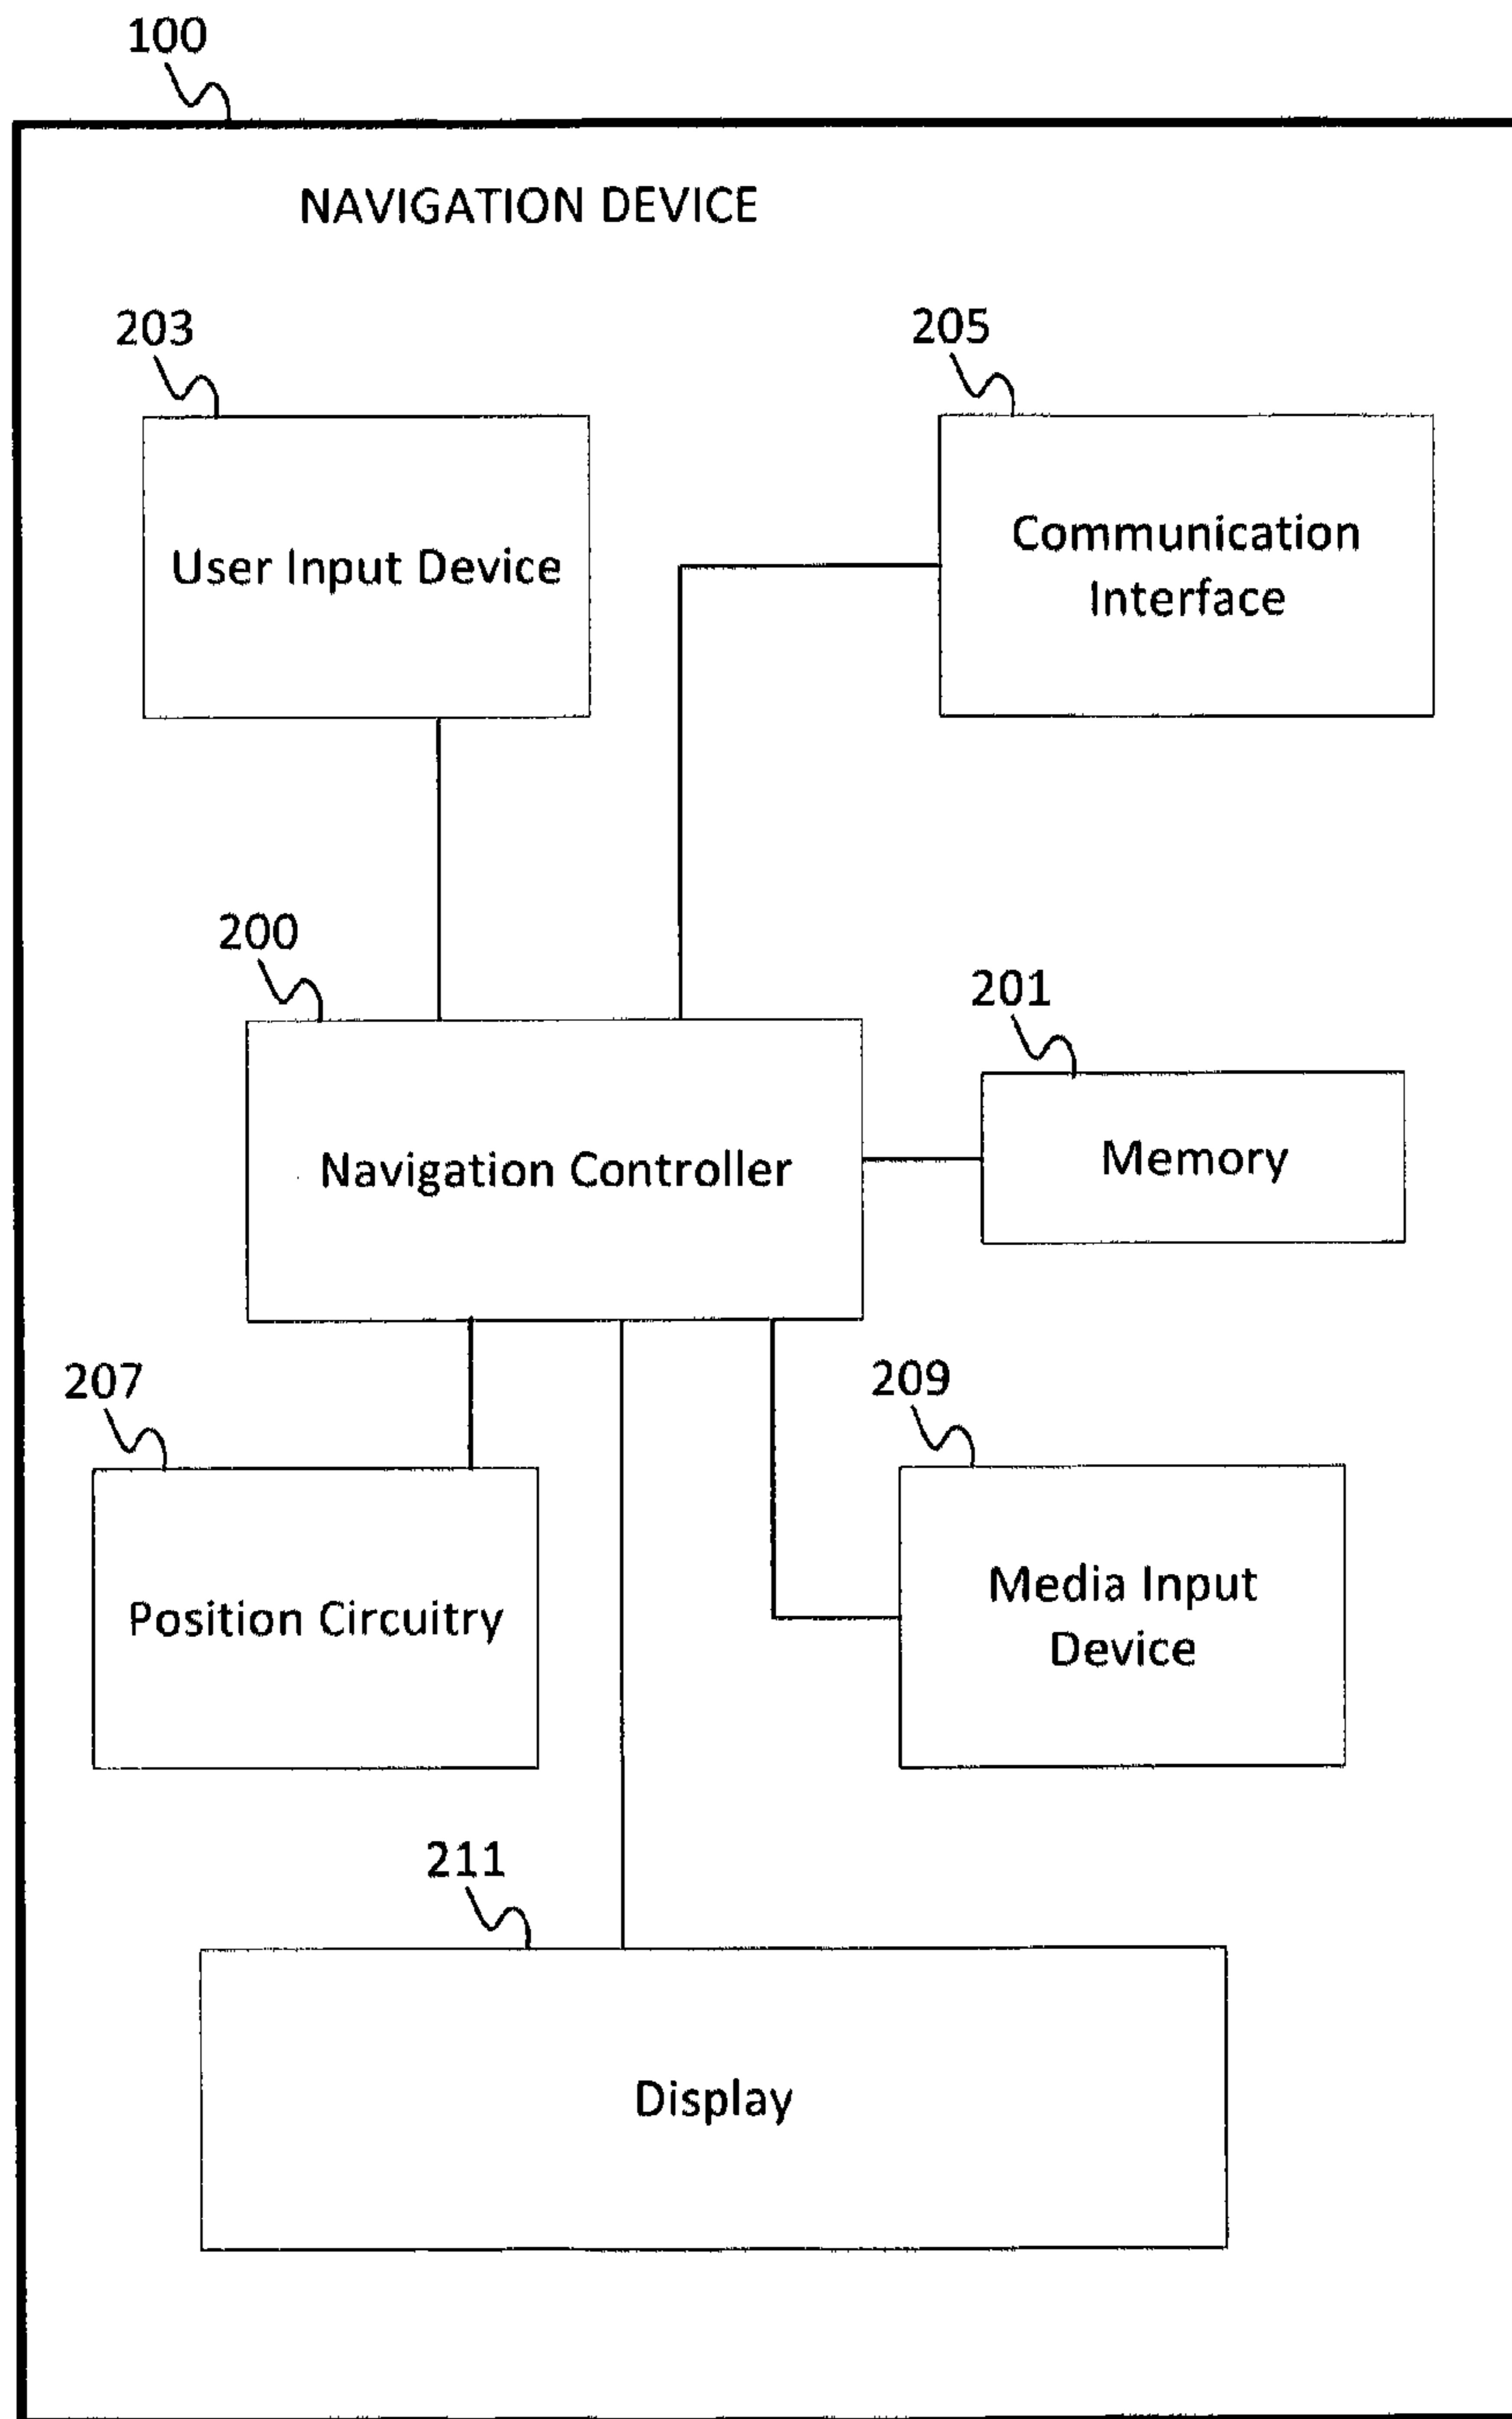 100
NAVIGATION DEVICE
203
205
User Input Device
Communication
Interface
200
201
Navigation Controller
Memory
207
209
Position Circuitry
Media Input
Device
211
Display